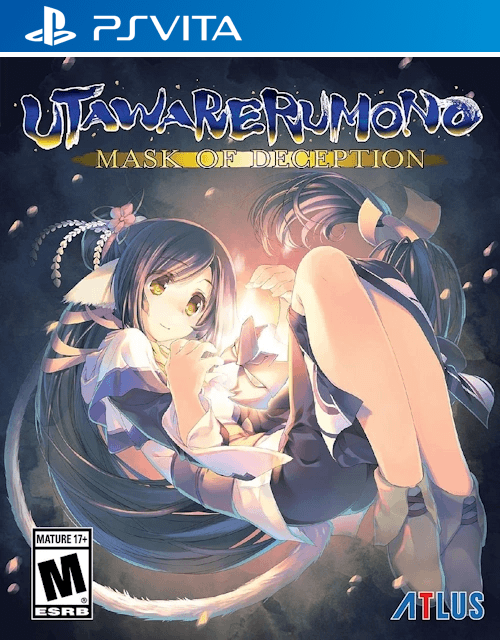 PSVITA
UTAWARERUMONO
MASK OF DECEPTION
MATURE 17+
M
®
ESRB
ATLUS